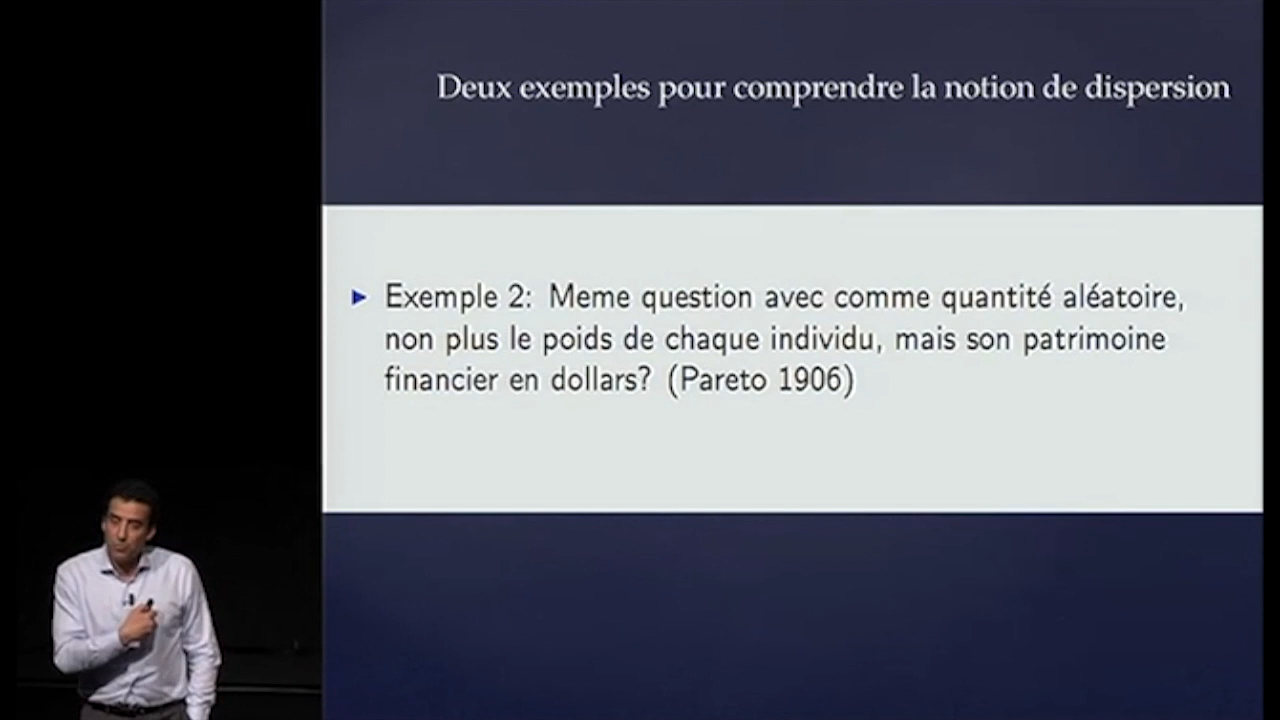 Deux exemples pour comprendre la notion de dispersion
Exemple 2: Meme question avec comme quantité aléatoire,
non plus le poids de chaque individu, mais son patrimoine
financier en dollars? (Pareto 1906)